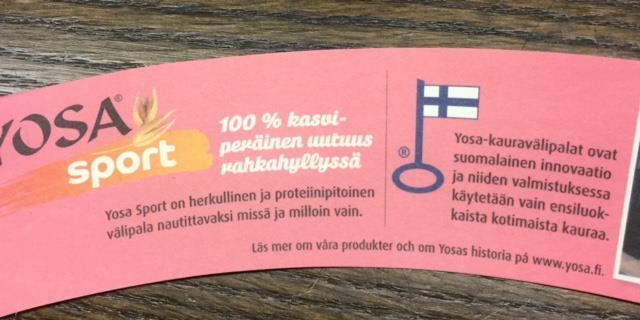 YOSA®
sport
100 % kasvi-
peräinen uutuus
rahkahyllyssä
Yosa Sport on herkullinen ja proteiinipitoinen
välipala nautittavaksi missä ja milloin vain.
®
Yosa-kauravälipalat ovat
suomalainen innovaatio
ja niiden valmistuksessa
käytetään vain ensiluok-
kaista kotimaista kauraa.
Läs mer om våra produkter och om Yosas historia på www.yosa.fi.